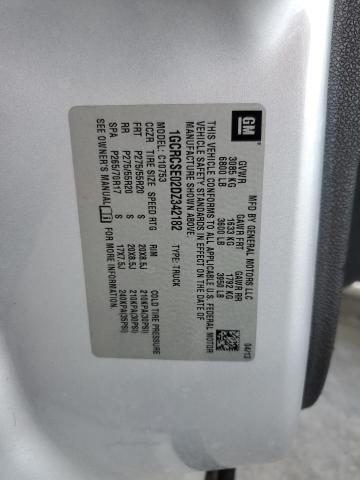 GM
MFD BY GENERAL MOTORS LLC
04/13
GVWR GAWR FRT GAWR RR
3085 KG 1633 KG 1792 KG
6800 LB 3600 LB 3950 LB
THIS VEHICLE CONFORMS TO ALL APPLICABLE U.S. FEDERAL MOTOR
VEHICLE SAFETY STANDARDS IN EFFECT ON THE DATE OF
MANUFACTURE SHOWN ABOVE.
1GCRCSE02DZ342182 TYPE: TRUCK
MODEL: C10753
CCZR TIRE SIZE SPEED RTG RIM COLD TIRE PRESSURE
FRT P275/55R20 S 20X8.5J 210KPA(30PSI)
RR P275/55R20 S 20X8.5J 210KPA(30PSI)
SPA P265/70R17 S 17X7.5J 240KPA(35PSI)
SEE OWNER'S MANUAL FOR MORE INFORMATION.